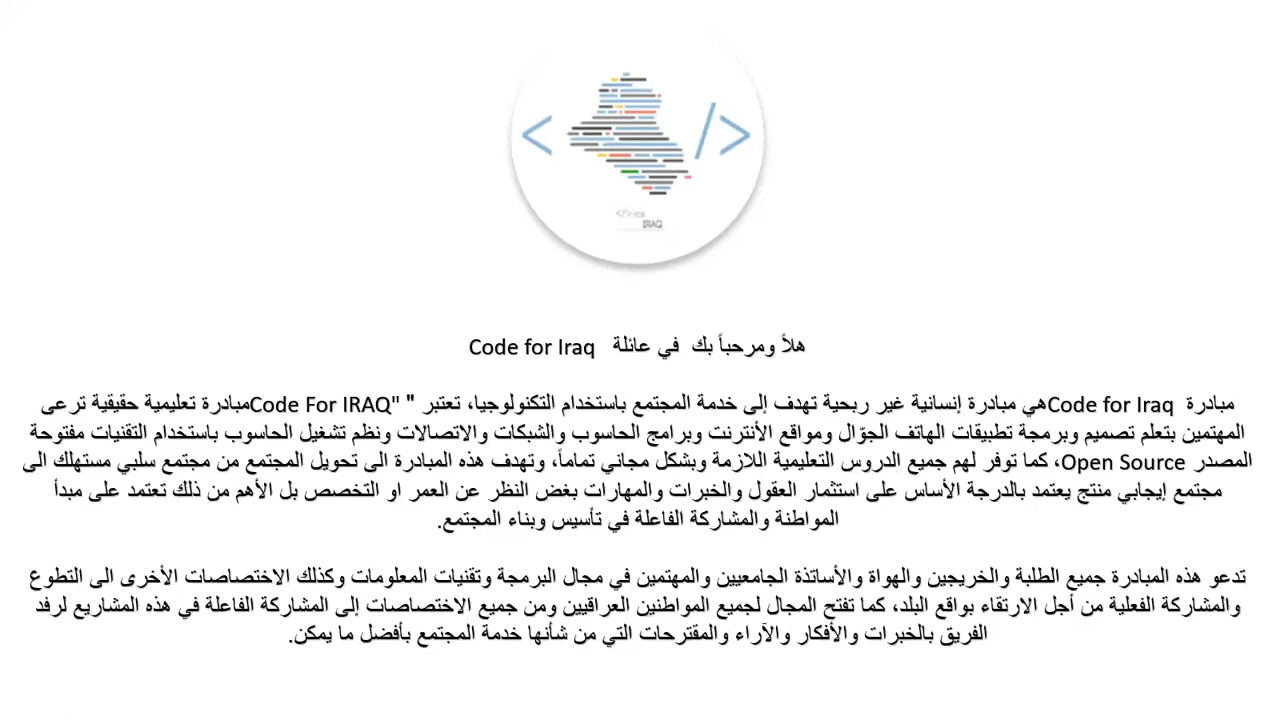 < />
</> FOR
IRAQ
هلاً ومرحباً بك في عائلة Code for Iraq
مبادرة Code for Iraqهي مبادرة إنسانية غير ربحية تهدف إلى خدمة المجتمع باستخدام التكنولوجيا، تعتبر " "Code For IRAQمبادرة تعليمية حقيقية ترعى
المهتمين بتعلم تصميم وبرمجة تطبيقات الهاتف الجوّال ومواقع الأنترنت وبرامج الحاسوب والشبكات والاتصالات ونظم تشغيل الحاسوب باستخدام التقنيات مفتوحة
المصدر Open Source، كما توفر لهم جميع الدروس التعليمية اللازمة وبشكل مجاني تماماً، وتهدف هذه المبادرة الى تحويل المجتمع من مجتمع سلبي مستهلك الى
مجتمع إيجابي منتج يعتمد بالدرجة الأساس على استثمار العقول والخبرات والمهارات بغض النظر عن العمر او التخصص بل الأهم من ذلك تعتمد على مبدأ
المواطنة والمشاركة الفاعلة في تأسيس وبناء المجتمع.
تدعو هذه المبادرة جميع الطلبة والخريجين والهواة والأساتذة الجامعيين والمهتمين في مجال البرمجة وتقنيات المعلومات وكذلك الاختصاصات الأخرى الى التطوع
والمشاركة الفعلية من أجل الارتقاء بواقع البلد، كما تفتح المجال لجميع المواطنين العراقيين ومن جميع الاختصاصات إلى المشاركة الفاعلة في هذه المشاريع لرفد
الفريق بالخبرات والأفكار والآراء والمقترحات التي من شأنها خدمة المجتمع بأفضل ما يمكن.